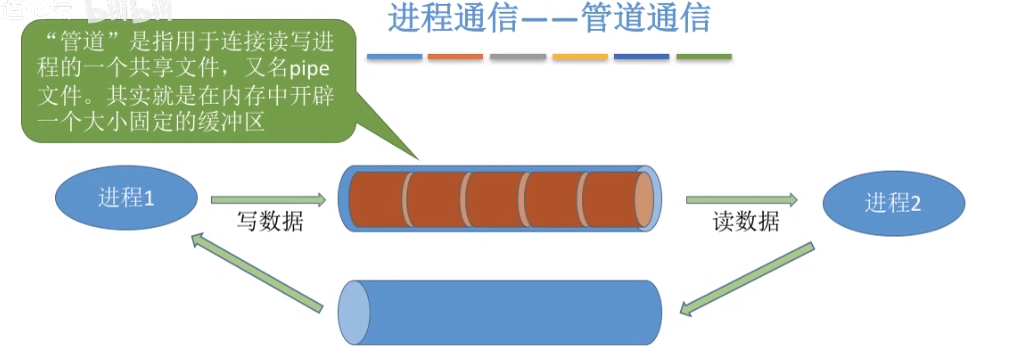 进程通信——管道通信
“管道”是指用于连接读写进
程的一个共享文件，又名pipe
文件。其实就是在内存中开辟
一个大小固定的缓冲区
进程1
写数据
读数据
进程2